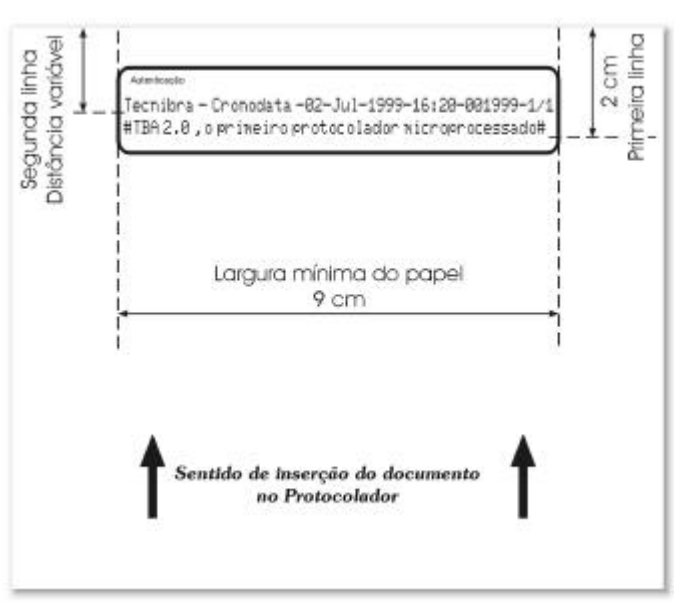 Segunda linha
Distância variável
Autenticação
Tecnibra - Cronodata -02-Jul-1999-16:20-001999-1/1
#TBA 2.0 , o primeiro protocolador microprocessado#
2 cm
Primeira linha
Largura mínima do papel
9 cm
Sentido de inserção do documento
no Protocolador